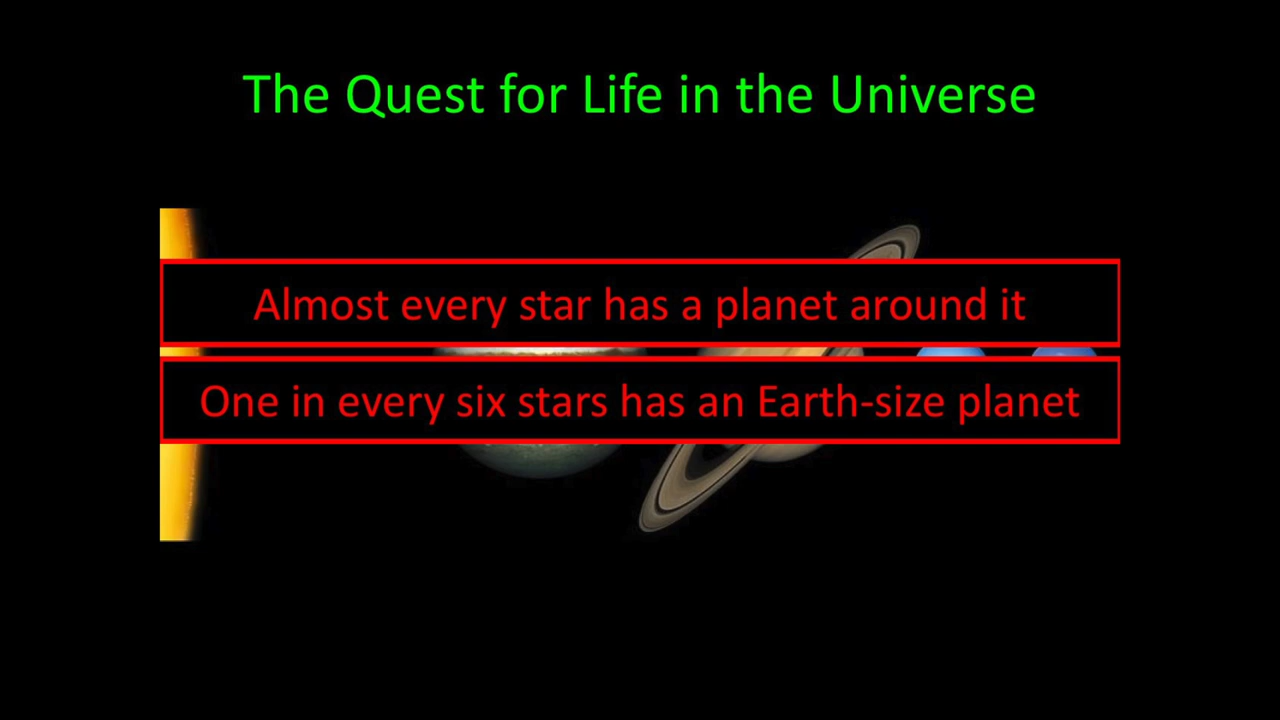 The Quest for Life in the Universe
Almost every star has a planet around it
One in every six stars has an Earth-size planet